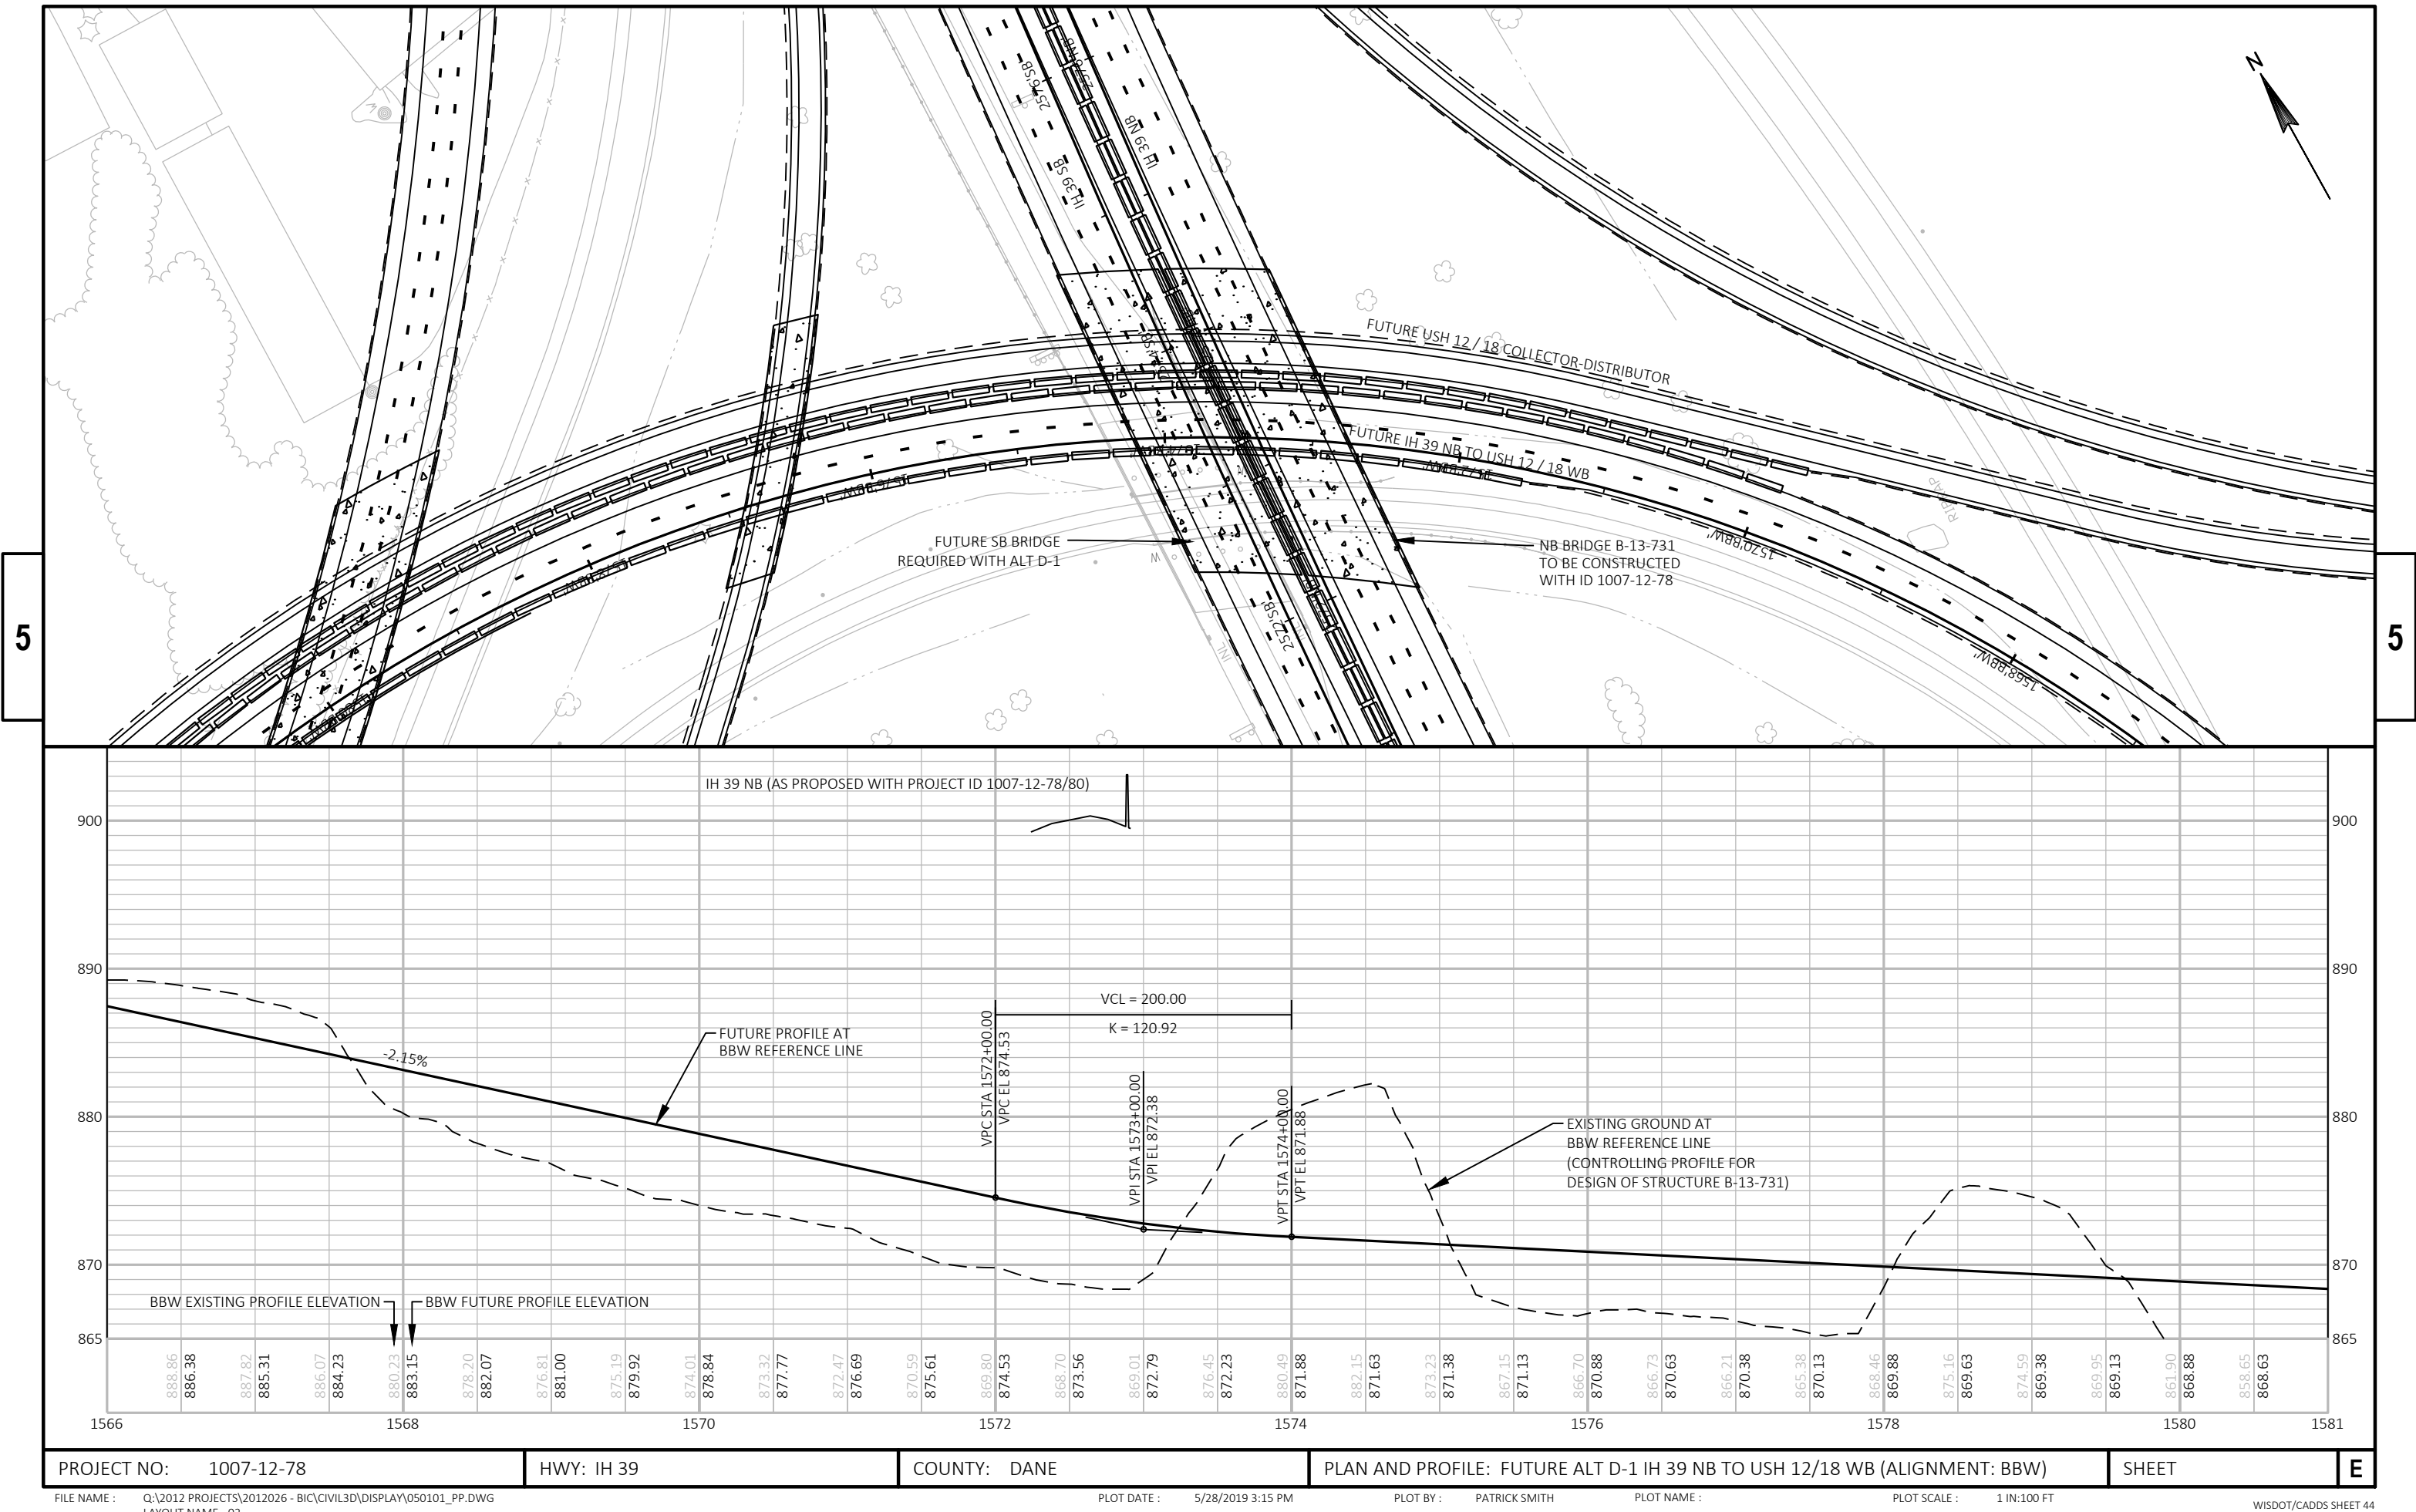 N
2576'SB'
2576'NB'
IH 39 NB
IH 39 SB
FUTURE USH 12 / 18 COLLECTOR-DISTRIBUTOR
FUTURE IH 39 NB TO USH 12 / 18 WB
1572'BBW'
1576'BBW'
FUTURE SB BRIDGE
REQUIRED WITH ALT D-1
NB BRIDGE B-13-731
TO BE CONSTRUCTED
WITH ID 1007-12-78
RIPRAP
1570'BBW'
1578'BBW'
2572'SB'
INL
1568'BBW'
5
5
IH 39 NB (AS PROPOSED WITH PROJECT ID 1007-12-78/80)
900
900
890
890
VCL = 200.00
K = 120.92
-2.15%
FUTURE PROFILE AT
BBW REFERENCE LINE
VPC STA 1572+00.00
VPC EL 874.53
VPI STA 1573+00.00
VPI EL 872.38
VPT STA 1574+00.00
VPT EL 871.88
880
880
EXISTING GROUND AT
BBW REFERENCE LINE
(CONTROLLING PROFILE FOR
DESIGN OF STRUCTURE B-13-731)
870
870
BBW EXISTING PROFILE ELEVATION
BBW FUTURE PROFILE ELEVATION
865
865
888.86
886.38
887.82
885.31
886.07
884.23
880.23
883.15
878.20
882.07
876.81
881.00
875.19
879.92
874.01
878.84
873.32
877.77
872.47
876.69
870.59
875.61
869.80
874.53
868.70
873.56
869.01
872.79
876.45
872.23
880.49
871.88
882.15
871.63
873.23
871.38
867.15
871.13
866.70
870.88
866.73
870.63
866.21
870.38
865.38
870.13
868.46
869.88
875.16
869.63
874.59
869.38
869.95
869.13
861.90
868.88
858.65
868.63
1566
1568
1570
1572
1574
1576
1578
1580
1581
PROJECT NO: 1007-12-78
HWY: IH 39
COUNTY: DANE
PLAN AND PROFILE: FUTURE ALT D-1 IH 39 NB TO USH 12/18 WB (ALIGNMENT: BBW)
SHEET
E
FILE NAME : Q:\2012 PROJECTS\2012026 - BIC\CIVIL3D\DISPLAY\050101_PP.DWG
PLOT DATE : 5/28/2019 3:15 PM
PLOT BY : PATRICK SMITH
PLOT NAME :
PLOT SCALE : 1 IN:100 FT
WISDOT/CADDS SHEET 44
LAYOUT NAME - 02